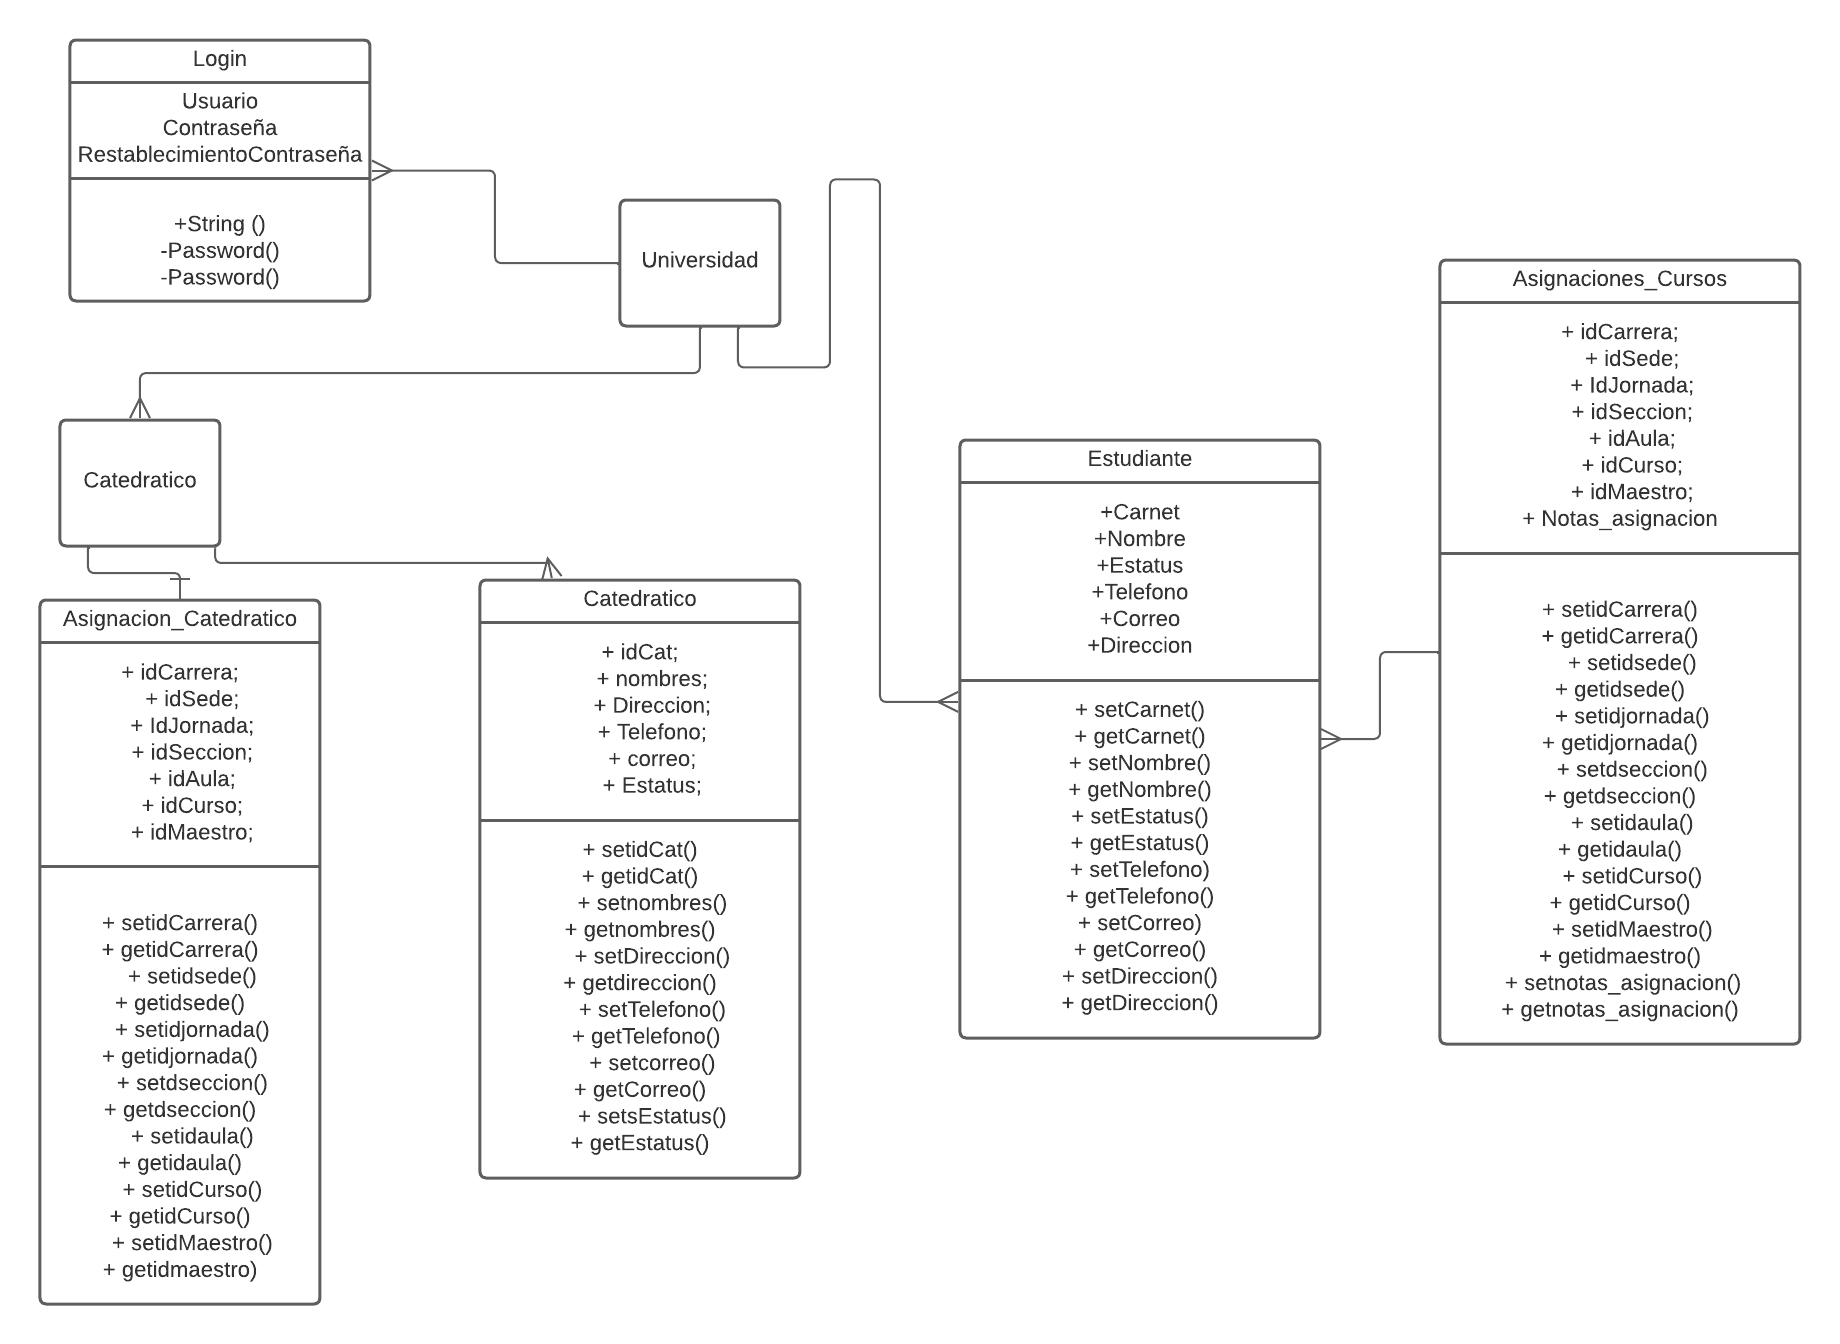 Login
Usuario
Contraseña
RestablecimientoContraseña
+String ()
-Password()
-Password()
Universidad
Catedratico
Asignacion_Catedratico
+ idCarrera;
+ idSede;
+ IdJornada;
+ idSeccion;
+ idAula;
+ idCurso;
+ idMaestro;
+ setidCarrera()
+ getidCarrera()
+ setidsede()
+ getidsede()
+ setidjornada()
+ getidjornada()
+ setdseccion()
+ getdseccion()
+ setidaula()
+ getidaula()
+ setidCurso()
+ getidCurso()
+ setidMaestro()
+ getidmaestro)
Catedratico
+ idCat;
+ nombres;
+ Direccion;
+ Telefono;
+ correo;
+ Estatus;
+ setidCat()
+ getidCat()
+ setnombres()
+ getnombres()
+ setDireccion()
+ getdireccion()
+ setTelefono()
+ getTelefono()
+ setcorreo()
+ getCorreo()
+ setsEstatus()
+ getEstatus()
Estudiante
+Carnet
+Nombre
+Estatus
+Telefono
+Correo
+Direccion
+ setCarnet()
+ getCarnet()
+ setNombre()
+ getNombre()
+ setEstatus()
+ getEstatus()
+ setTelefono)
+ getTelefono()
+ setCorreo)
+ getCorreo()
+ setDireccion()
+ getDireccion()
Asignaciones_Cursos
+ idCarrera;
+ idSede;
+ IdJornada;
+ idSeccion;
+ idAula;
+ idCurso;
+ idMaestro;
+ Notas_asignacion
+ setidCarrera()
+ getidCarrera()
+ setidsede()
+ getidsede()
+ setidjornada()
+ getidjornada()
+ setdseccion()
+ getdseccion()
+ setidaula()
+ getidaula()
+ setidCurso()
+ getidCurso()
+ setidMaestro()
+ getidmaestro()
+ setnotas_asignacion()
+ getnotas_asignacion()